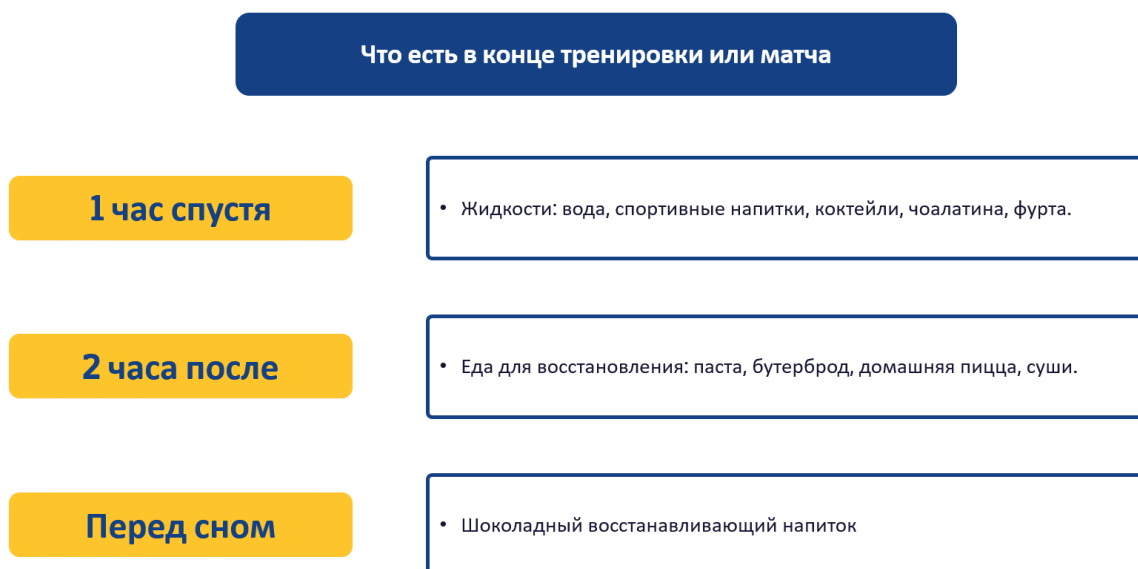 Что есть в конце тренировки или матча
1 час спустя
• Жидкости: вода, спортивные напитки, коктейли, чоалатина, фурта.
2 часа после
• Еда для восстановления: паста, бутерброд, домашняя пицца, суши.
Перед сном
• Шоколадный восстанавливающий напиток